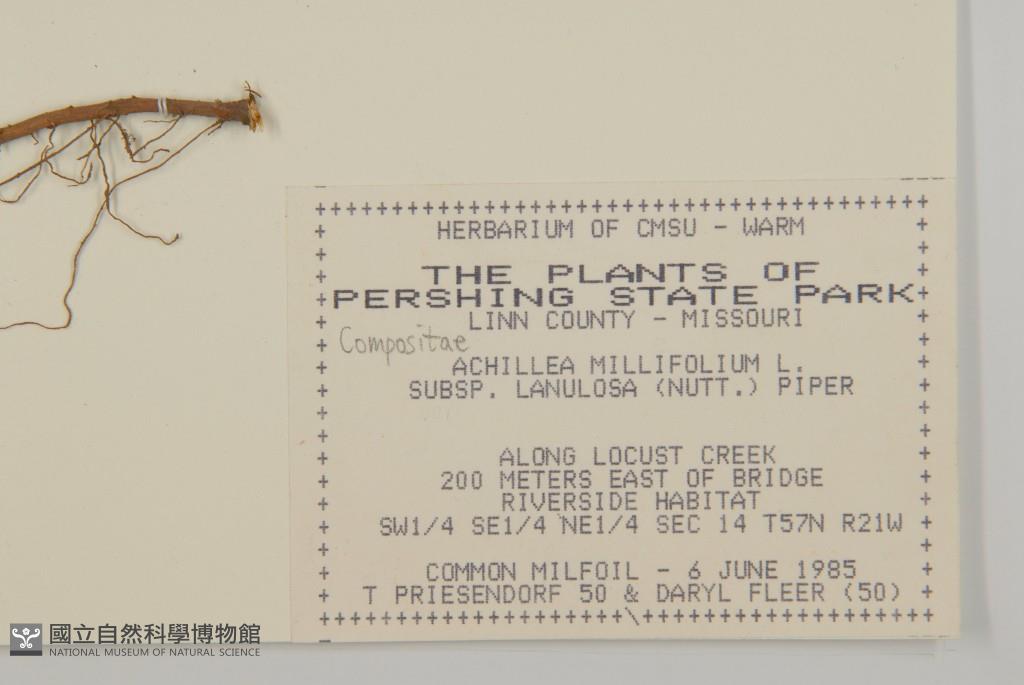 HERBARIUM OF CMSU - WARM
THE PLANTS OF
PERSHING STATE PARK
LINN COUNTY - MISSOURI
Compositae
ACHILLEA MILLIFOLIUM L.
SUBSP. LANULOSA (NUTT.) PIPER
ALONG LOCUST CREEK
200 METERS EAST OF BRIDGE
RIVERSIDE HABITAT
SW1/4 SE1/4 NE1/4 SEC 14 T57N R21W
COMMON MILFOIL - 6 JUNE 1985
T PRIESENDORF 50 & DARYL FLEER (50)
國立自然科學博物館
NATIONAL MUSEUM OF NATURAL SCIENCE